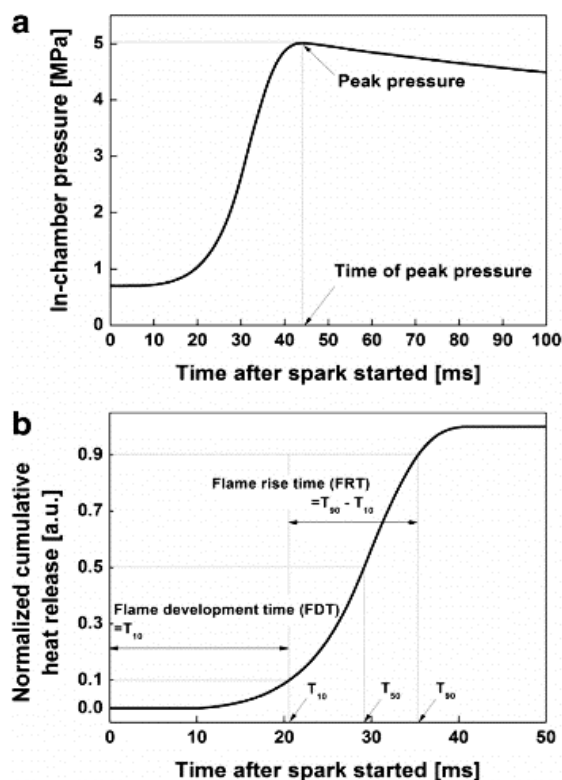 a
In-chamber pressure [MPa]
6
5
4
3
2
1
0
Peak pressure
Time of peak pressure
0 10 20 30 40 50 60 70 80 90 100
Time after spark started [ms]
b
Normalized cumulative
heat release [a.u.]
0.9
0.7
0.5
0.3
0.1
0.0
Flame rise time (FRT)
=T90 - T10
Flame development time (FDT)
=T10
T10 T50 T90
0 10 20 30 40 50
Time after spark started [ms]